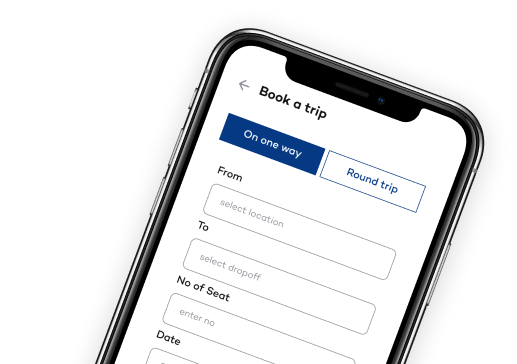 Book a trip
On one way
Round trip
From
select location
To
select dropoff
No of Seat
enter no
Date